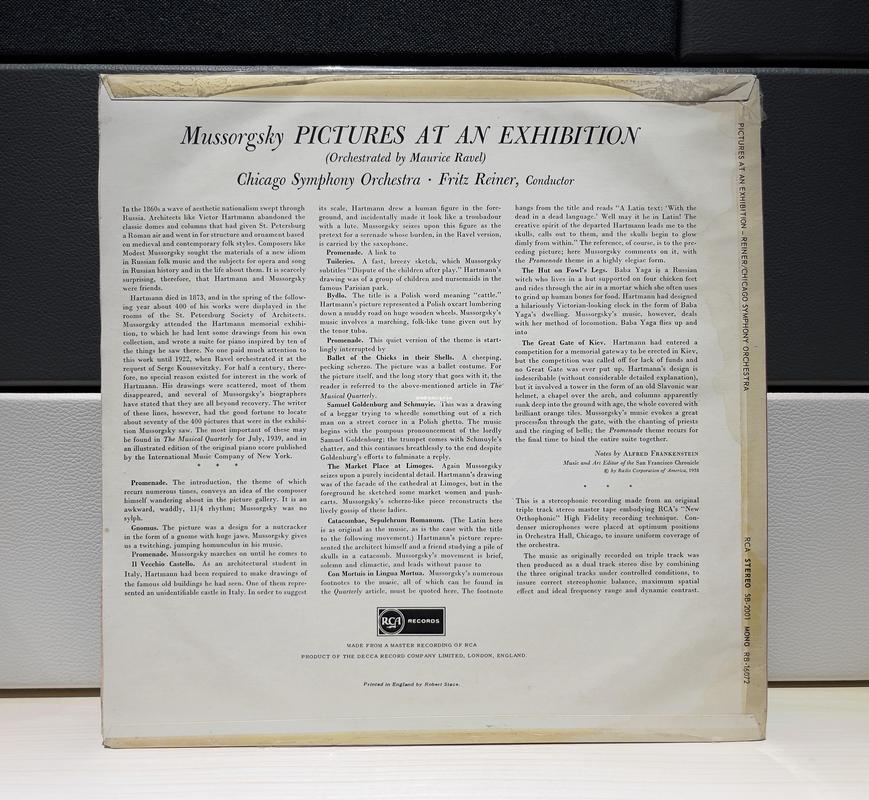 Mussorgsky PICTURES AT AN EXHIBITION
(Orchestrated by Maurice Ravel)
Chicago Symphony Orchestra · Fritz Reiner, Conductor
In the 1860s a wave of aesthetic nationalism swept through
Russia. Architects like Victor Hartmann abandoned the
classic domes and columns that had given St. Petersburg
a Roman air and went in for structure and ornament based
on medieval and contemporary folk styles. Composers like
Modest Mussorgsky sought the materials of a new idiom
in Russian folk music and the subjects for opera and song
in Russian history and in the life about them. It is scarcely
surprising, therefore, that Hartmann and Mussorgsky
were friends.
Hartmann died in 1873, and in the spring of the follow-
ing year about 400 of his works were displayed in the
rooms of the St. Petersburg Society of Architects.
Mussorgsky attended the Hartmann memorial exhibi-
tion, to which he had lent some drawings from his own
collection, and wrote a suite for piano inspired by ten of
the things he saw there. No one paid much attention to
this work until 1922, when Ravel orchestrated it at the
request of Serge Koussevitzky. For half a century, there-
fore, no special reason existed for interest in the work of
Hartmann. His drawings were scattered, most of them
disappeared, and several of Mussorgsky's biographers
have stated that they are all beyond recovery. The writer
of these lines, however, had the good fortune to locate
about seventy of the 400 pictures that were in the exhibi-
tion Mussorgsky saw. The most important of these may
be found in The Musical Quarterly for July, 1939, and in
an illustrated edition of the original piano score published
by the International Music Company of New York.
* * *
Promenade. The introduction, the theme of which
recurs numerous times, conveys an idea of the composer
himself wandering about in the picture gallery. It is an
awkward, waddly, 11/4 rhythm; Mussorgsky was no
sylph.
Gnomus. The picture was a design for a nutcracker
in the form of a gnome with huge jaws. Mussorgsky gives
us a twitching, jumping homunculus in his music.
Promenade. Mussorgsky marches on until he comes to
Il Vecchio Castello. As an architectural student in
Italy, Hartmann had been required to make drawings of
the famous old buildings he had seen. One of them repre-
sented an unidentifiable castle in Italy. In order to suggest
its scale, Hartmann drew a human figure in the fore-
ground, and incidentally made it look like a troubadour
with a lute. Mussorgsky seizes upon this figure as the
pretext for a serenade whose burden, in the Ravel version,
is carried by the saxophone.
Promenade. A link to
Tuileries. A fast, breezy sketch, which Mussorgsky
subtitles "Dispute of the children after play." Hartmann's
drawing was of a group of children and nursemaids in the
famous Parisian park.
Bydlo. The title is a Polish word meaning "cattle."
Hartmann's picture represented a Polish oxcart lumbering
down a muddy road on huge wooden wheels. Mussorgsky's
music involves a marching, folk-like tune given out by
the tenor tuba.
Promenade. This quiet version of the theme is start-
lingly interrupted by
Ballet of the Chicks in their Shells. A cheeping,
pecking scherzo. The picture was a ballet costume. For
the picture itself, and the long story that goes with it, the
reader is referred to the above-mentioned article in The
Musical Quarterly.
Samuel Goldenburg and Schmuyle. This was a drawing
of a beggar trying to wheedle something out of a rich
man on a street corner in a Polish ghetto. The music
begins with the pompous pronouncement of the lordly
Samuel Goldenburg; the trumpet comes with Schmuyle's
chatter, and this continues breathlessly to the end despite
Goldenburg's efforts to fulminate a reply.
The Market Place at Limoges. Again Mussorgsky
seizes upon a purely incidental detail. Hartmann's drawing
was of the facade of the cathedral at Limoges, but in the
foreground he sketched some market women and push-
carts. Mussorgsky's scherzo-like piece reconstructs the
lively gossip of these ladies.
Catacombae, Sepulchrum Romanum. (The Latin here
is as original as the music, as is the case with the title
to the following movement.) Hartmann's picture repre-
sented the architect himself and a friend studying a pile of
skulls in a catacomb. Mussorgsky's movement is brief,
solemn and climactic, and leads without pause to
Con Mortuis in Lingua Mortua. Mussorgsky's numerous
footnotes to the music, all of which can be found in
the Quarterly article, must be quoted here. The footnote
hangs from the title and reads "A Latin text: 'With the
dead in a dead language.' Well may it be in Latin! The
creative spirit of the departed Hartmann leads me to the
skulls, calls out to them, and the skulls begin to glow
dimly from within." The reference, of course, is to the pre-
ceding picture; here Mussorgsky comments on it, with
the Promenade theme in a highly elegiac form.
The Hut on Fowl's Legs. Baba Yaga is a Russian
witch who lives in a hut supported on four chicken feet
and rides through the air in a mortar which she often uses
to grind up human bones for food. Hartmann had designed
a hilariously Victorian-looking clock in the form of Baba
Yaga's dwelling. Mussorgsky's music, however, deals
with her method of locomotion. Baba Yaga flies up and
into
The Great Gate of Kiev. Hartmann had entered a
competition for a memorial gateway to be erected in Kiev,
but the competition was called off for lack of funds and
no Great Gate was ever put up. Hartmann's design is
indescribable (without considerable detailed explanation),
but it involved a tower in the form of an old Slavonic war
helmet, a chapel over the arch, and columns apparently
sunk deep into the ground with age, the whole covered with
brilliant orange tiles. Mussorgsky's music evokes a great
procession through the gate, with the chanting of priests
and the ringing of bells; the Promenade theme recurs for
the final time to bind the entire suite together.
Notes by ALFRED FRANKENSTEIN
Music and Art Editor of the San Francisco Chronicle
© by Radio Corporation of America, 1958
* * *
This is a stereophonic recording made from an original
triple track stereo master tape embodying RCA's "New
Orthophonic" High Fidelity recording technique. Con-
denser microphones were placed at optimum positions
in Orchestra Hall, Chicago, to insure uniform coverage of
the orchestra.
The music as originally recorded on triple track was
then produced as a dual track stereo disc by combining
the three original tracks under controlled conditions, to
insure correct stereophonic balance, maximum spatial
effect and ideal frequency range and dynamic contrast.
RCA RECORDS
MADE FROM A MASTER RECORDING OF RCA
PRODUCT OF THE DECCA RECORD COMPANY LIMITED, LONDON, ENGLAND.
Printed in England by Robert Stace.
PICTURES AT AN EXHIBITION – REINER/CHICAGO SYMPHONY ORCHESTRA
RCA STEREO SB-2001 MONO RB-16072